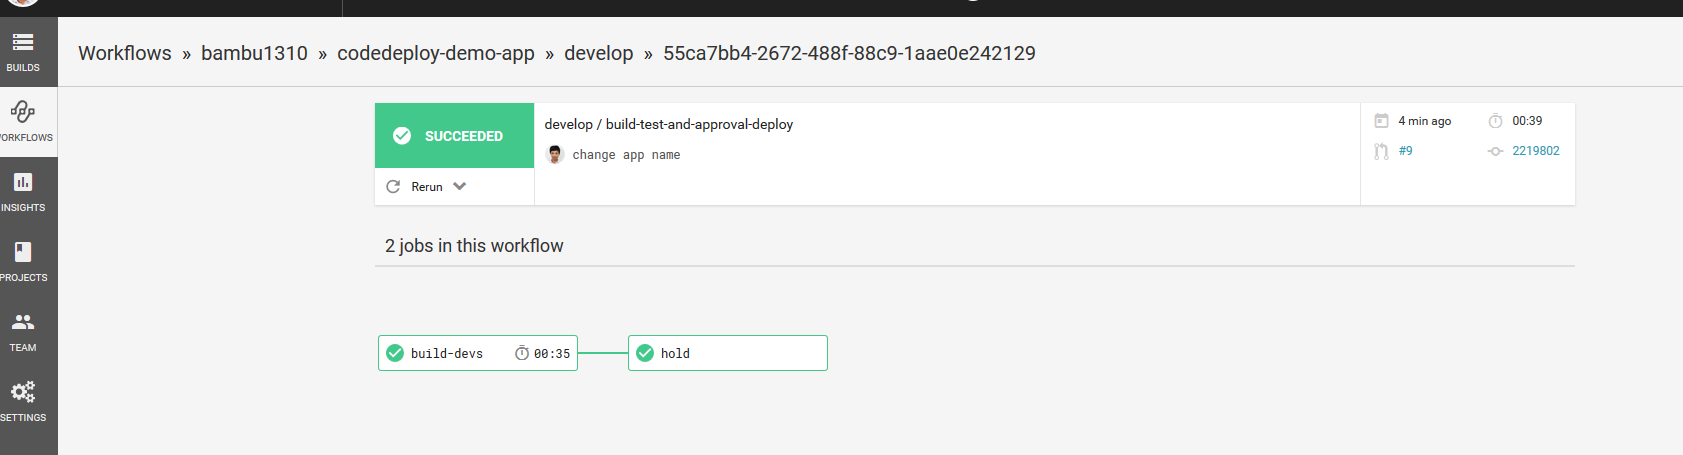 Workflows » bambu1310 » codedeploy-demo-app » develop » 55ca7bb4-2672-488f-88c9-1aae0e242129
BUILDS
ORKFLOWS
INSIGHTS
PROJECTS
TEAM
SETTINGS
SUCCEEDED
Rerun
develop / build-test-and-approval-deploy
change app name
4 min ago 00:39
#9 2219802
2 jobs in this workflow
build-devs 00:35 hold